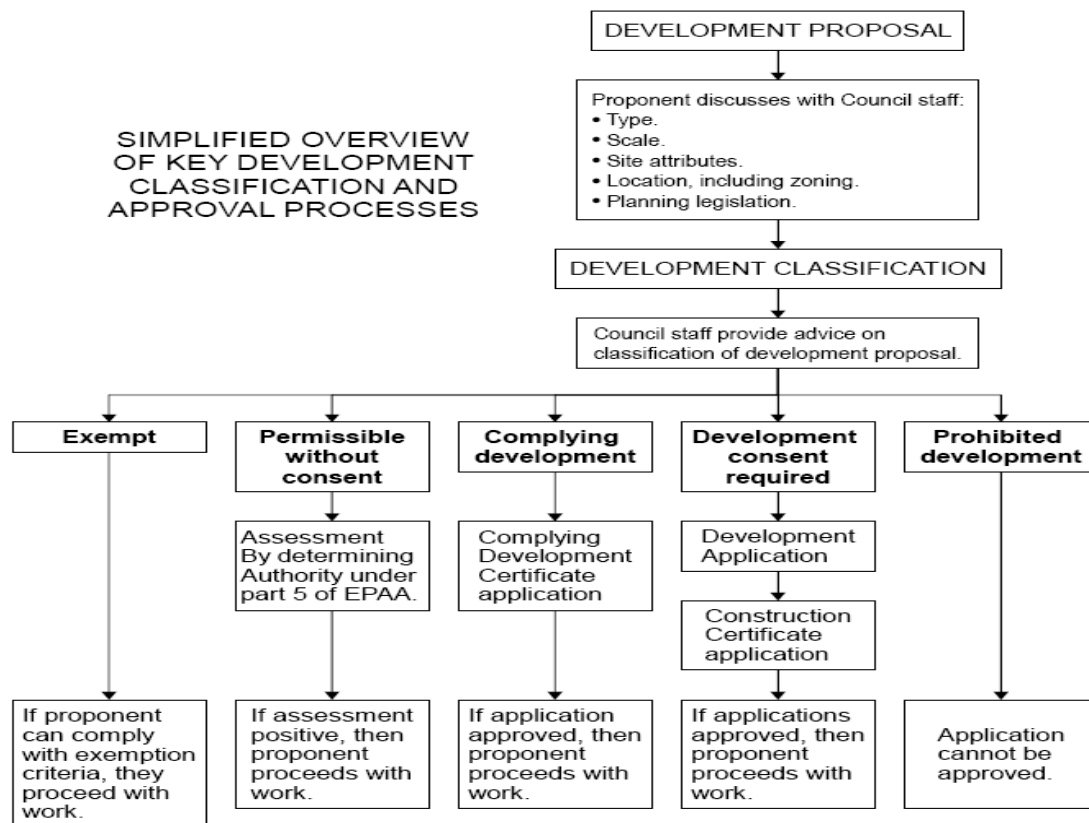 DEVELOPMENT PROPOSAL
Proponent discusses with Council staff:
• Type.
• Scale.
• Site attributes.
• Location, including zoning.
• Planning legislation.
SIMPLIFIED OVERVIEW
OF KEY DEVELOPMENT
CLASSIFICATION AND
APPROVAL PROCESSES
DEVELOPMENT CLASSIFICATION
Council staff provide advice on
classification of development proposal.
Exempt
Permissible
without
consent
Complying
development
Development
consent
required
Prohibited
development
Assessment
By determining
Authority under
part 5 of EPAA.
Complying
Development
Certificate
application
Development
Application
Construction
Certificate
application
If proponent
can comply
with exemption
criteria, they
proceed with
work.
If assessment
positive, then
proponent
proceeds with
work.
If application
approved, then
proponent
proceeds with
work.
If applications
approved, then
proponent
proceeds with
work.
Application
cannot be
approved.